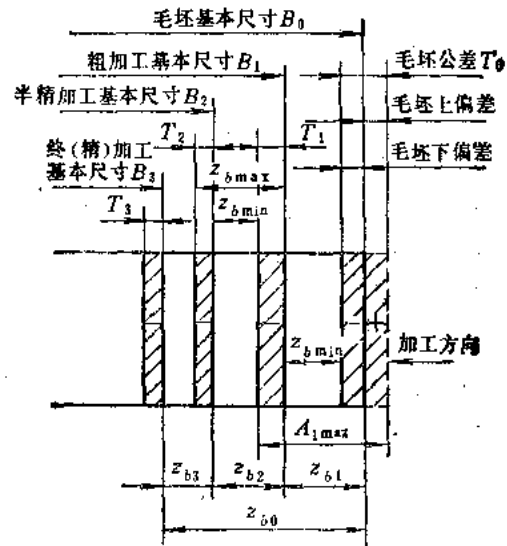 毛坯基本尺寸B₀
粗加工基本尺寸B₁
毛坯公差T₀
半精加工基本尺寸B₂
毛坯上偏差
T₂
T₁
终(精)加工
基本尺寸B₃
z_bmax
毛坯下偏差
T₃
z_bmin
z_bmin
加工方向
A₁max
z_b3
z_b2
z_b1
z_b0